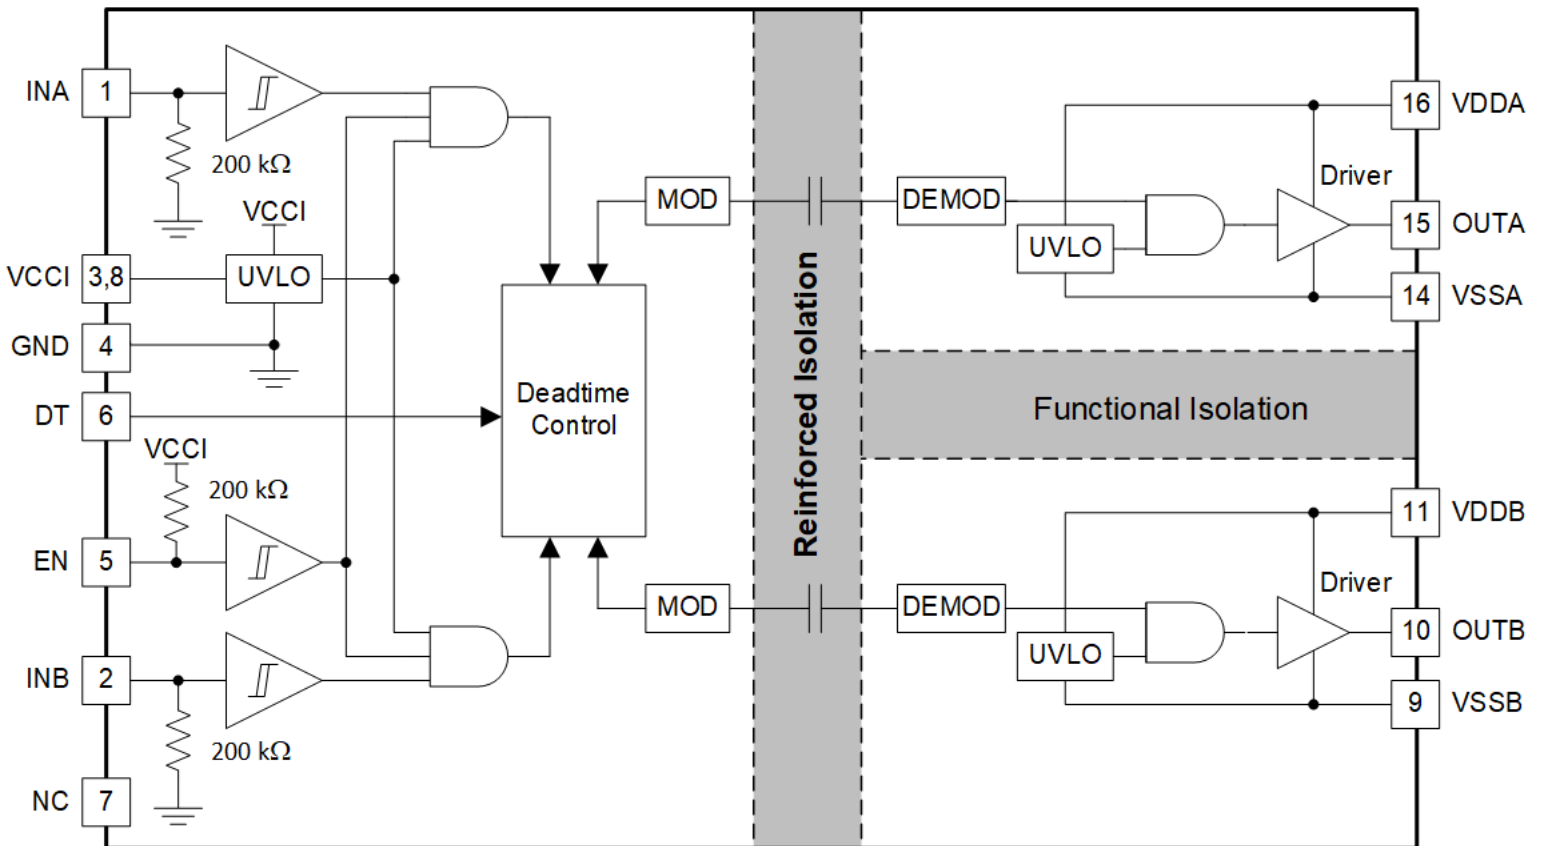 INA
1
200 kΩ
VCCI
VCCI
3,8
UVLO
GND
4
DT
6
VCCI
200 kΩ
EN
5
INB
2
200 kΩ
NC
7
Deadtime
Control
MOD
MOD
Reinforced Isolation
DEMOD
UVLO
Driver
16
VDDA
15
OUTA
14
VSSA
Functional Isolation
DEMOD
UVLO
Driver
11
VDDB
10
OUTB
9
VSSB